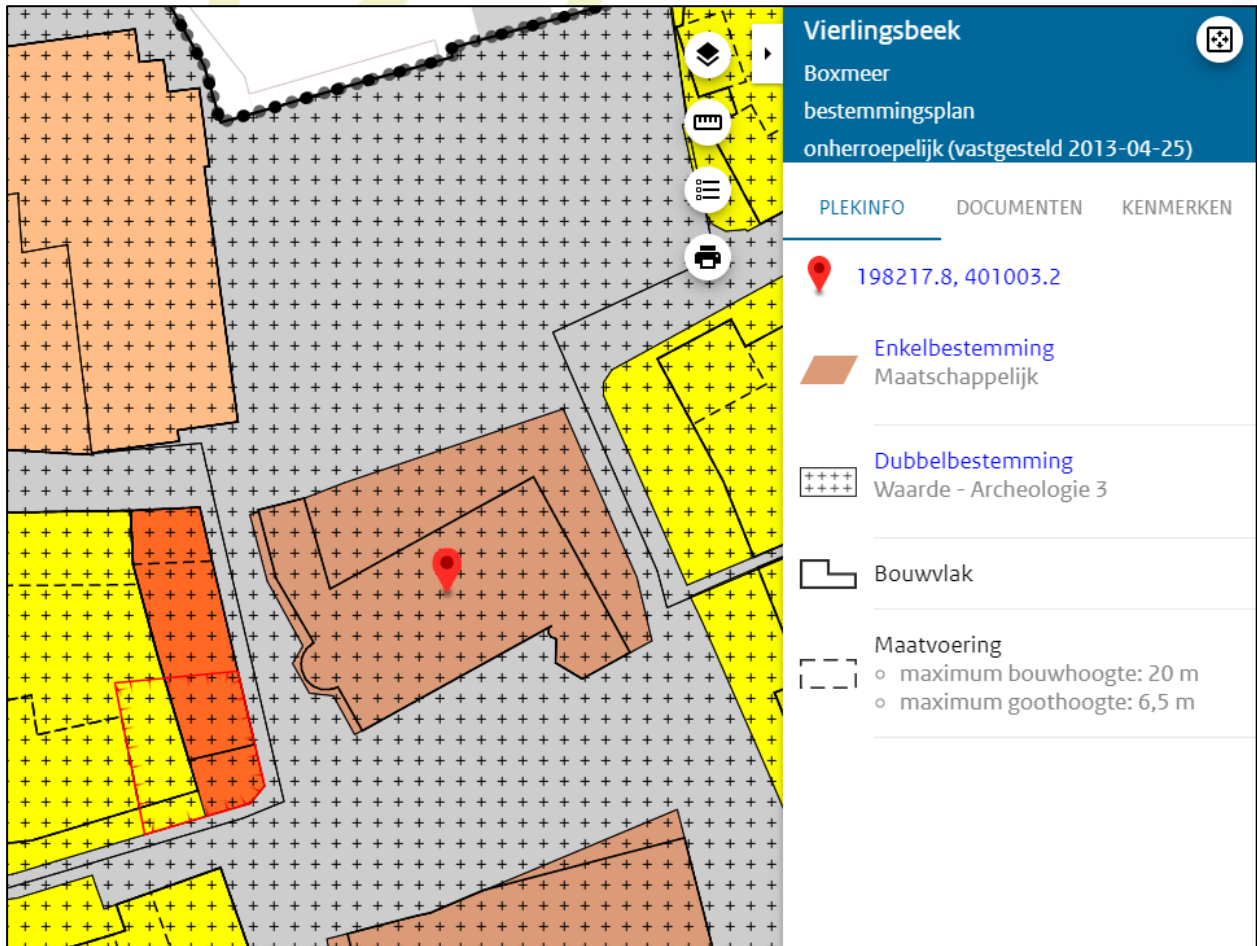 Vierlingsbeek
Boxmeer
bestemmingsplan
onherroepelijk (vastgesteld 2013-04-25)
PLEKINFO DOCUMENTEN KENMERKEN
198217.8, 401003.2
Enkelbestemming
Maatschappelijk
Dubbelbestemming
Waarde - Archeologie 3
Bouwvlak
Maatvoering
maximum bouwhoogte: 20 m
maximum goothoogte: 6,5 m